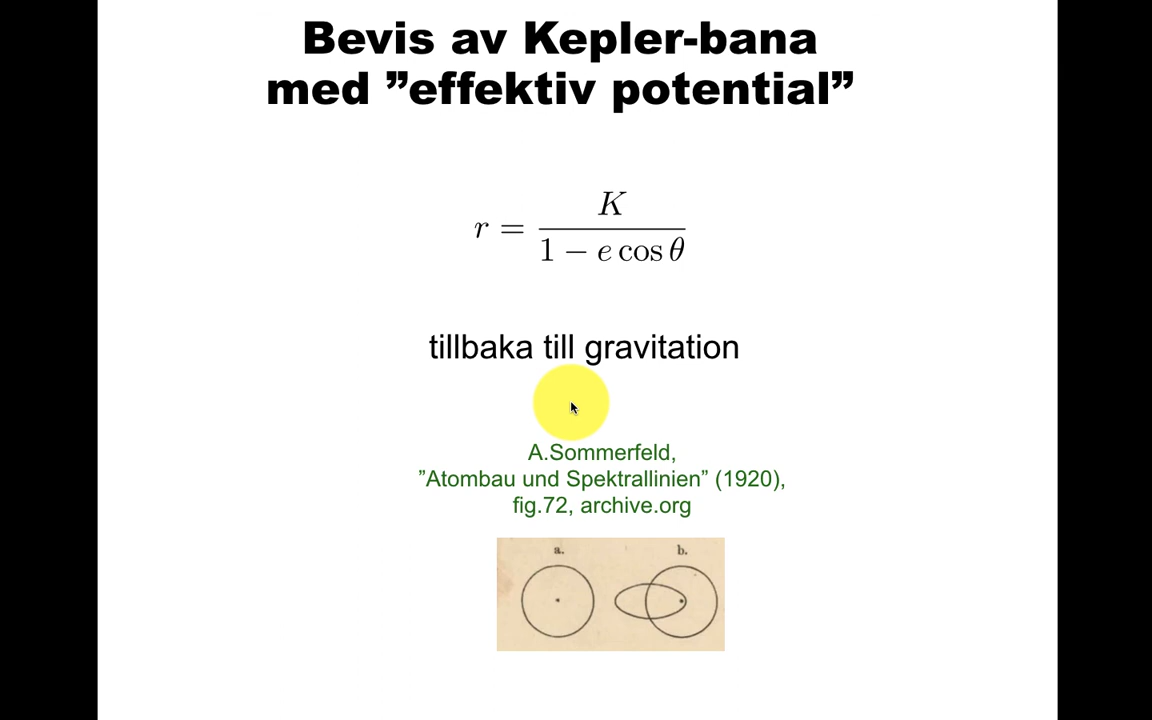 Bevis av Kepler-bana
med ”effektiv potential”
r = K / (1 − e cos θ)
tillbaka till gravitation
A.Sommerfeld,
”Atombau und Spektrallinien” (1920),
fig.72, archive.org
a. b.